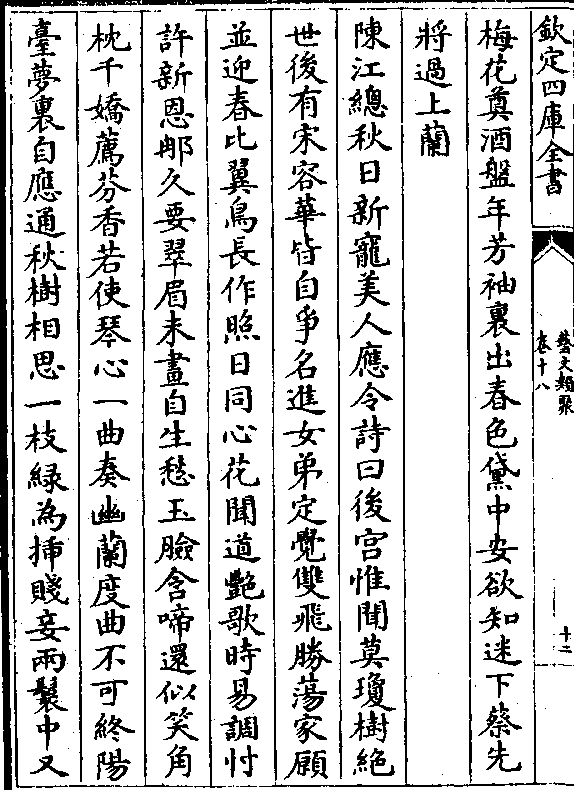 欽定四庫全書
藝文類聚
卷十八
十二
梅花奠酒盤年芳袖裏出春色黛中安欲知迷下蔡先
將過上蘭
陳江總秋日新寵美人應令詩曰後宮惟聞莫瓊樹絕
世後有宋容華皆自爭名進女弟定覺雙飛勝蕩家願
並迎春比翼鳥長作照日同心花聞道艶歌時易調忖
許新恩那久要翠眉未畫自生愁玉臉含啼還似笑角
枕千嬌薦芬香若使琴心一曲奏幽蘭度曲不可終陽
臺夢裏自應通秋樹相思一枝緑為揷賤妾兩鬟中又